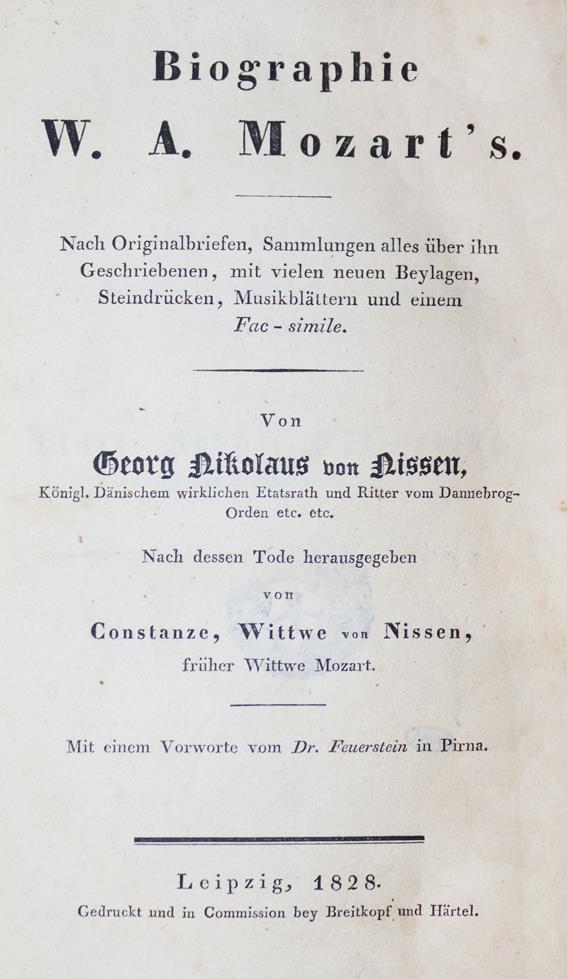 Biographie
W. A. Mozart's.
Nach Originalbriefen, Sammlungen alles über ihn
Geschriebenen, mit vielen neuen Beylagen,
Steindrücken, Musikblättern und einem
Fac - simile.
Von
Georg Nikolaus von Nissen,
Königl. Dänischem wirklichen Etatsrath und Ritter vom Dannebrog-
Orden etc. etc.
Nach dessen Tode herausgegeben
von
Constanze, Wittwe von Nissen,
früher Wittwe Mozart.
Mit einem Vorworte vom Dr. Feuerstein in Pirna.
Leipzig, 1828.
Gedruckt und in Commission bey Breitkopf und Härtel.